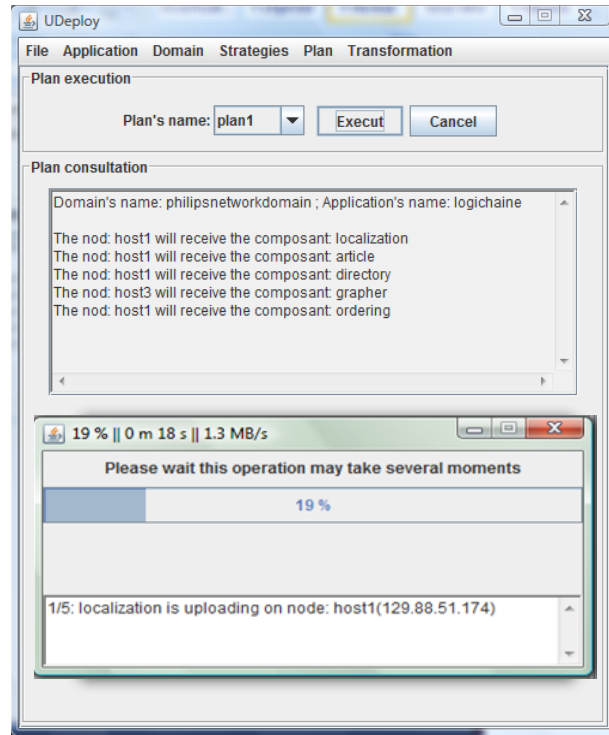 UDeploy
File Application Domain Strategies Plan Transformation
Plan execution
Plan's name: plan1 Execut Cancel
Plan consultation
Domain's name: philipsnetworkdomain ; Application's name: logichaine
The nod: host1 will receive the composant: localization
The nod: host1 will receive the composant: article
The nod: host1 will receive the composant: directory
The nod: host3 will receive the composant: grapher
The nod: host1 will receive the composant: ordering
19 % || 0 m 18 s || 1.3 MB/s
Please wait this operation may take several moments
19 %
1/5: localization is uploading on node: host1(129.88.51.174)